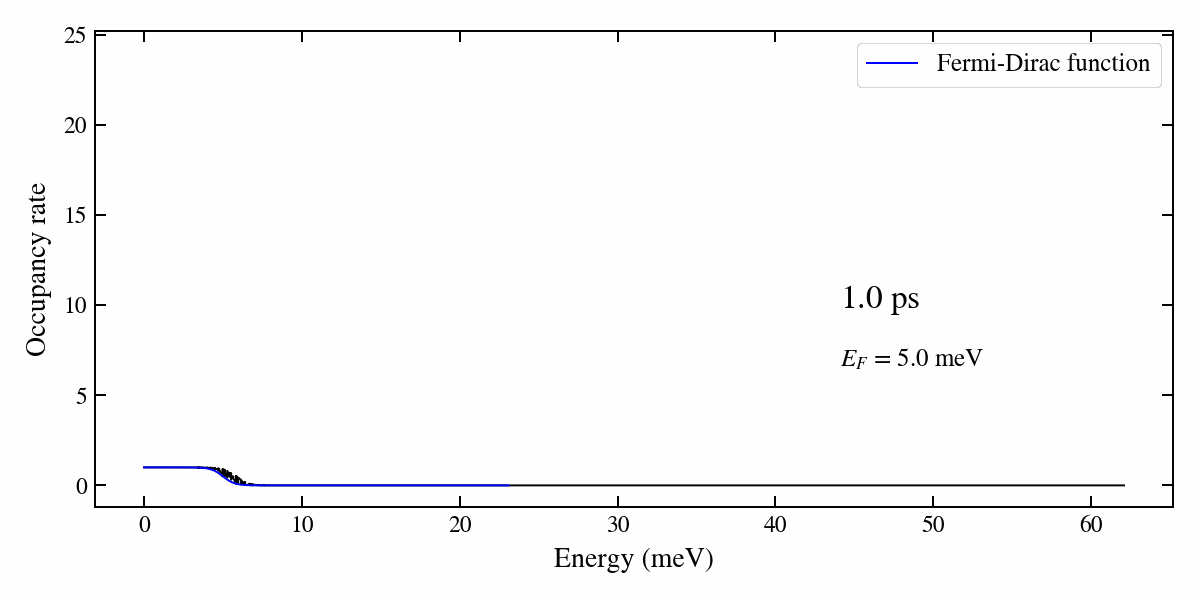 25
20
15
10
5
0
Occupancy rate
Fermi-Dirac function
1.0 ps
E_F = 5.0 meV
0 10 20 30 40 50 60
Energy (meV)